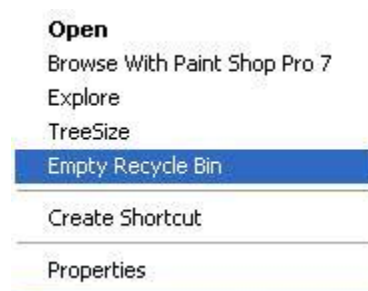 Open
Browse With Paint Shop Pro 7
Explore
TreeSize
Empty Recycle Bin
Create Shortcut
Properties